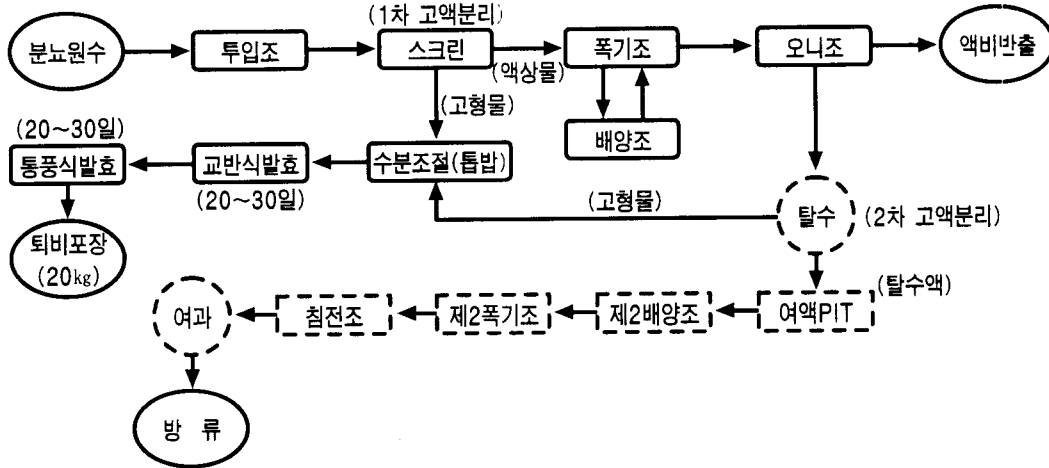 (1차 고액분리)
분뇨원수
투입조
스크린
폭기조
오니조
액비반출
(액상물)
(고형물)
배양조
(20~30일)
통풍식발효
교반식발효
수분조절(톱밥)
(20~30일)
(고형물)
탈수
(2차 고액분리)
퇴비포장
(20kg)
(탈수액)
여과
침전조
제2폭기조
제2배양조
여액PIT
방 류